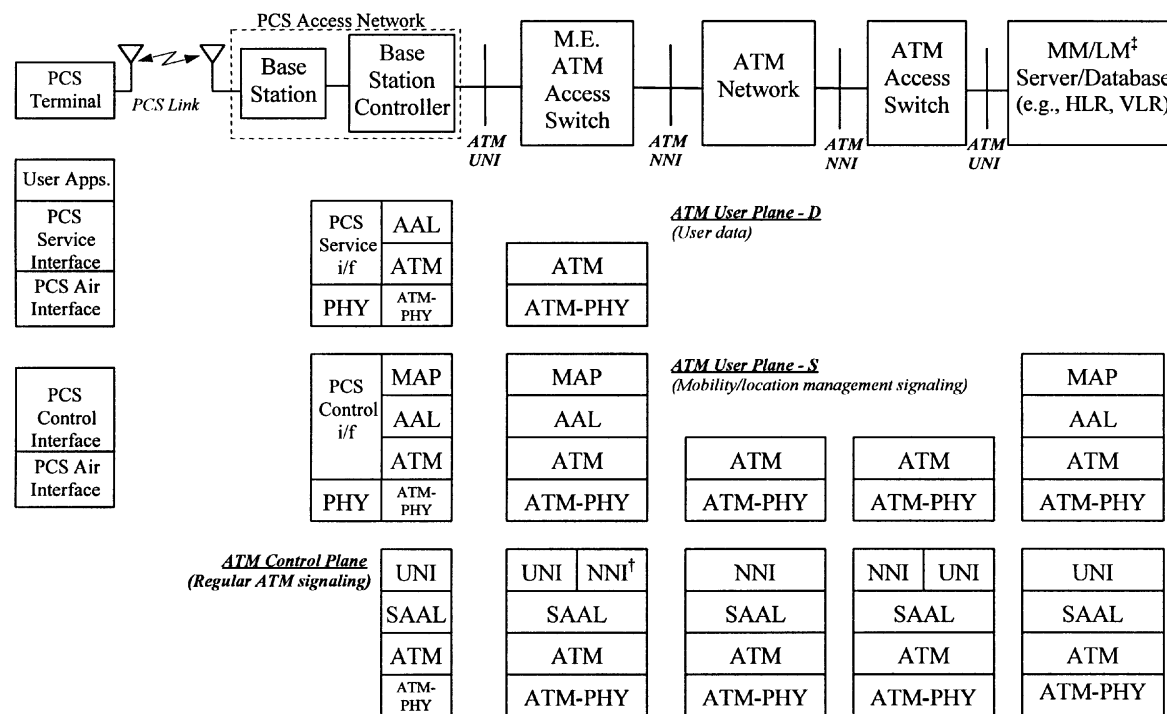 PCS Access Network
PCS
Terminal
PCS Link
Base
Station
Base
Station
Controller
ATM
UNI
M.E.
ATM
Access
Switch
ATM
NNI
ATM
Network
ATM
NNI
ATM
Access
Switch
ATM
UNI
MM/LM‡
Server/Database
(e.g., HLR, VLR)
User Apps.
PCS
Service
Interface
PCS Air
Interface
PCS
Service
i/f
AAL
ATM
PHY
ATM-
PHY
ATM
ATM-PHY
ATM User Plane - D
(User data)
PCS
Control
Interface
PCS Air
Interface
PCS
Control
i/f
MAP
AAL
ATM
PHY
ATM-
PHY
MAP
AAL
ATM
ATM-PHY
ATM User Plane - S
(Mobility/location management signaling)
ATM
ATM-PHY
ATM
ATM-PHY
MAP
AAL
ATM
ATM-PHY
ATM Control Plane
(Regular ATM signaling)
UNI
SAAL
ATM
ATM-
PHY
UNI NNI†
SAAL
ATM
ATM-PHY
NNI
SAAL
ATM
ATM-PHY
NNI UNI
SAAL
ATM
ATM-PHY
UNI
SAAL
ATM
ATM-PHY